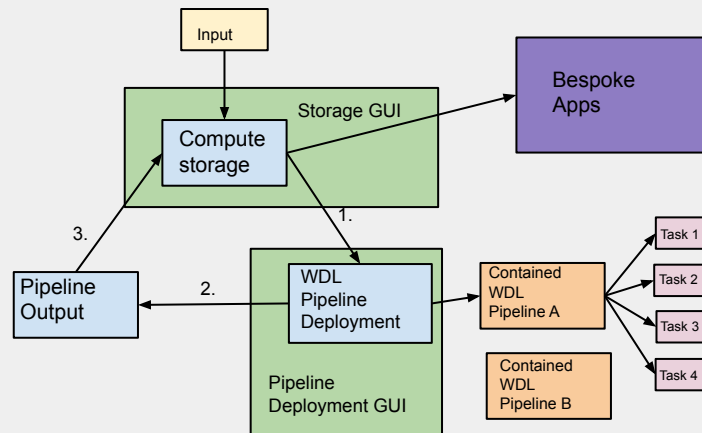 Input
Storage GUI
Compute
storage
Bespoke
Apps
1.
3.
2.
Pipeline
Output
WDL
Pipeline
Deployment
Pipeline
Deployment GUI
Contained
WDL
Pipeline A
Contained
WDL
Pipeline B
Task 1
Task 2
Task 3
Task 4